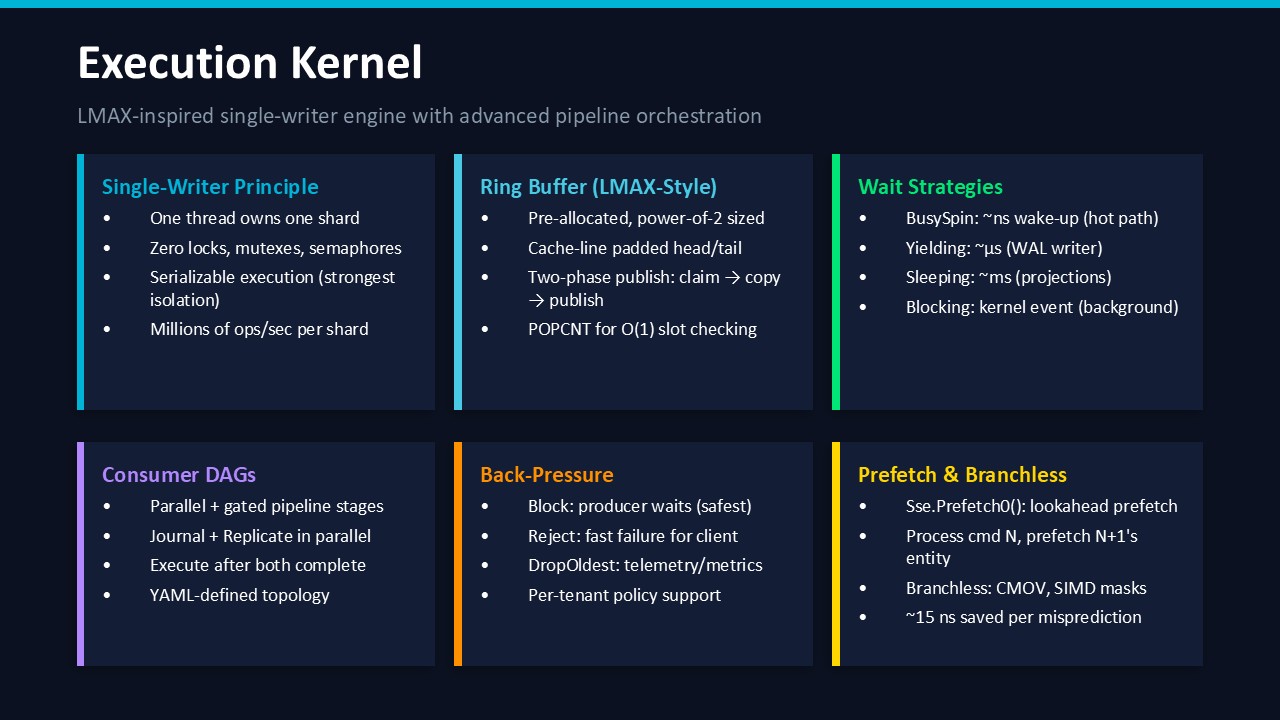 Execution Kernel
LMAX-inspired single-writer engine with advanced pipeline orchestration
Single-Writer Principle
• One thread owns one shard
• Zero locks, mutexes, semaphores
• Serializable execution (strongest
isolation)
• Millions of ops/sec per shard
Ring Buffer (LMAX-Style)
• Pre-allocated, power-of-2 sized
• Cache-line padded head/tail
• Two-phase publish: claim → copy
→ publish
• POPCNT for O(1) slot checking
Wait Strategies
• BusySpin: ~ns wake-up (hot path)
• Yielding: ~μs (WAL writer)
• Sleeping: ~ms (projections)
• Blocking: kernel event (background)
Consumer DAGs
• Parallel + gated pipeline stages
• Journal + Replicate in parallel
• Execute after both complete
• YAML-defined topology
Back-Pressure
• Block: producer waits (safest)
• Reject: fast failure for client
• DropOldest: telemetry/metrics
• Per-tenant policy support
Prefetch & Branchless
• Sse.Prefetch0(): lookahead prefetch
• Process cmd N, prefetch N+1's
entity
• Branchless: CMOV, SIMD masks
• ~15 ns saved per misprediction